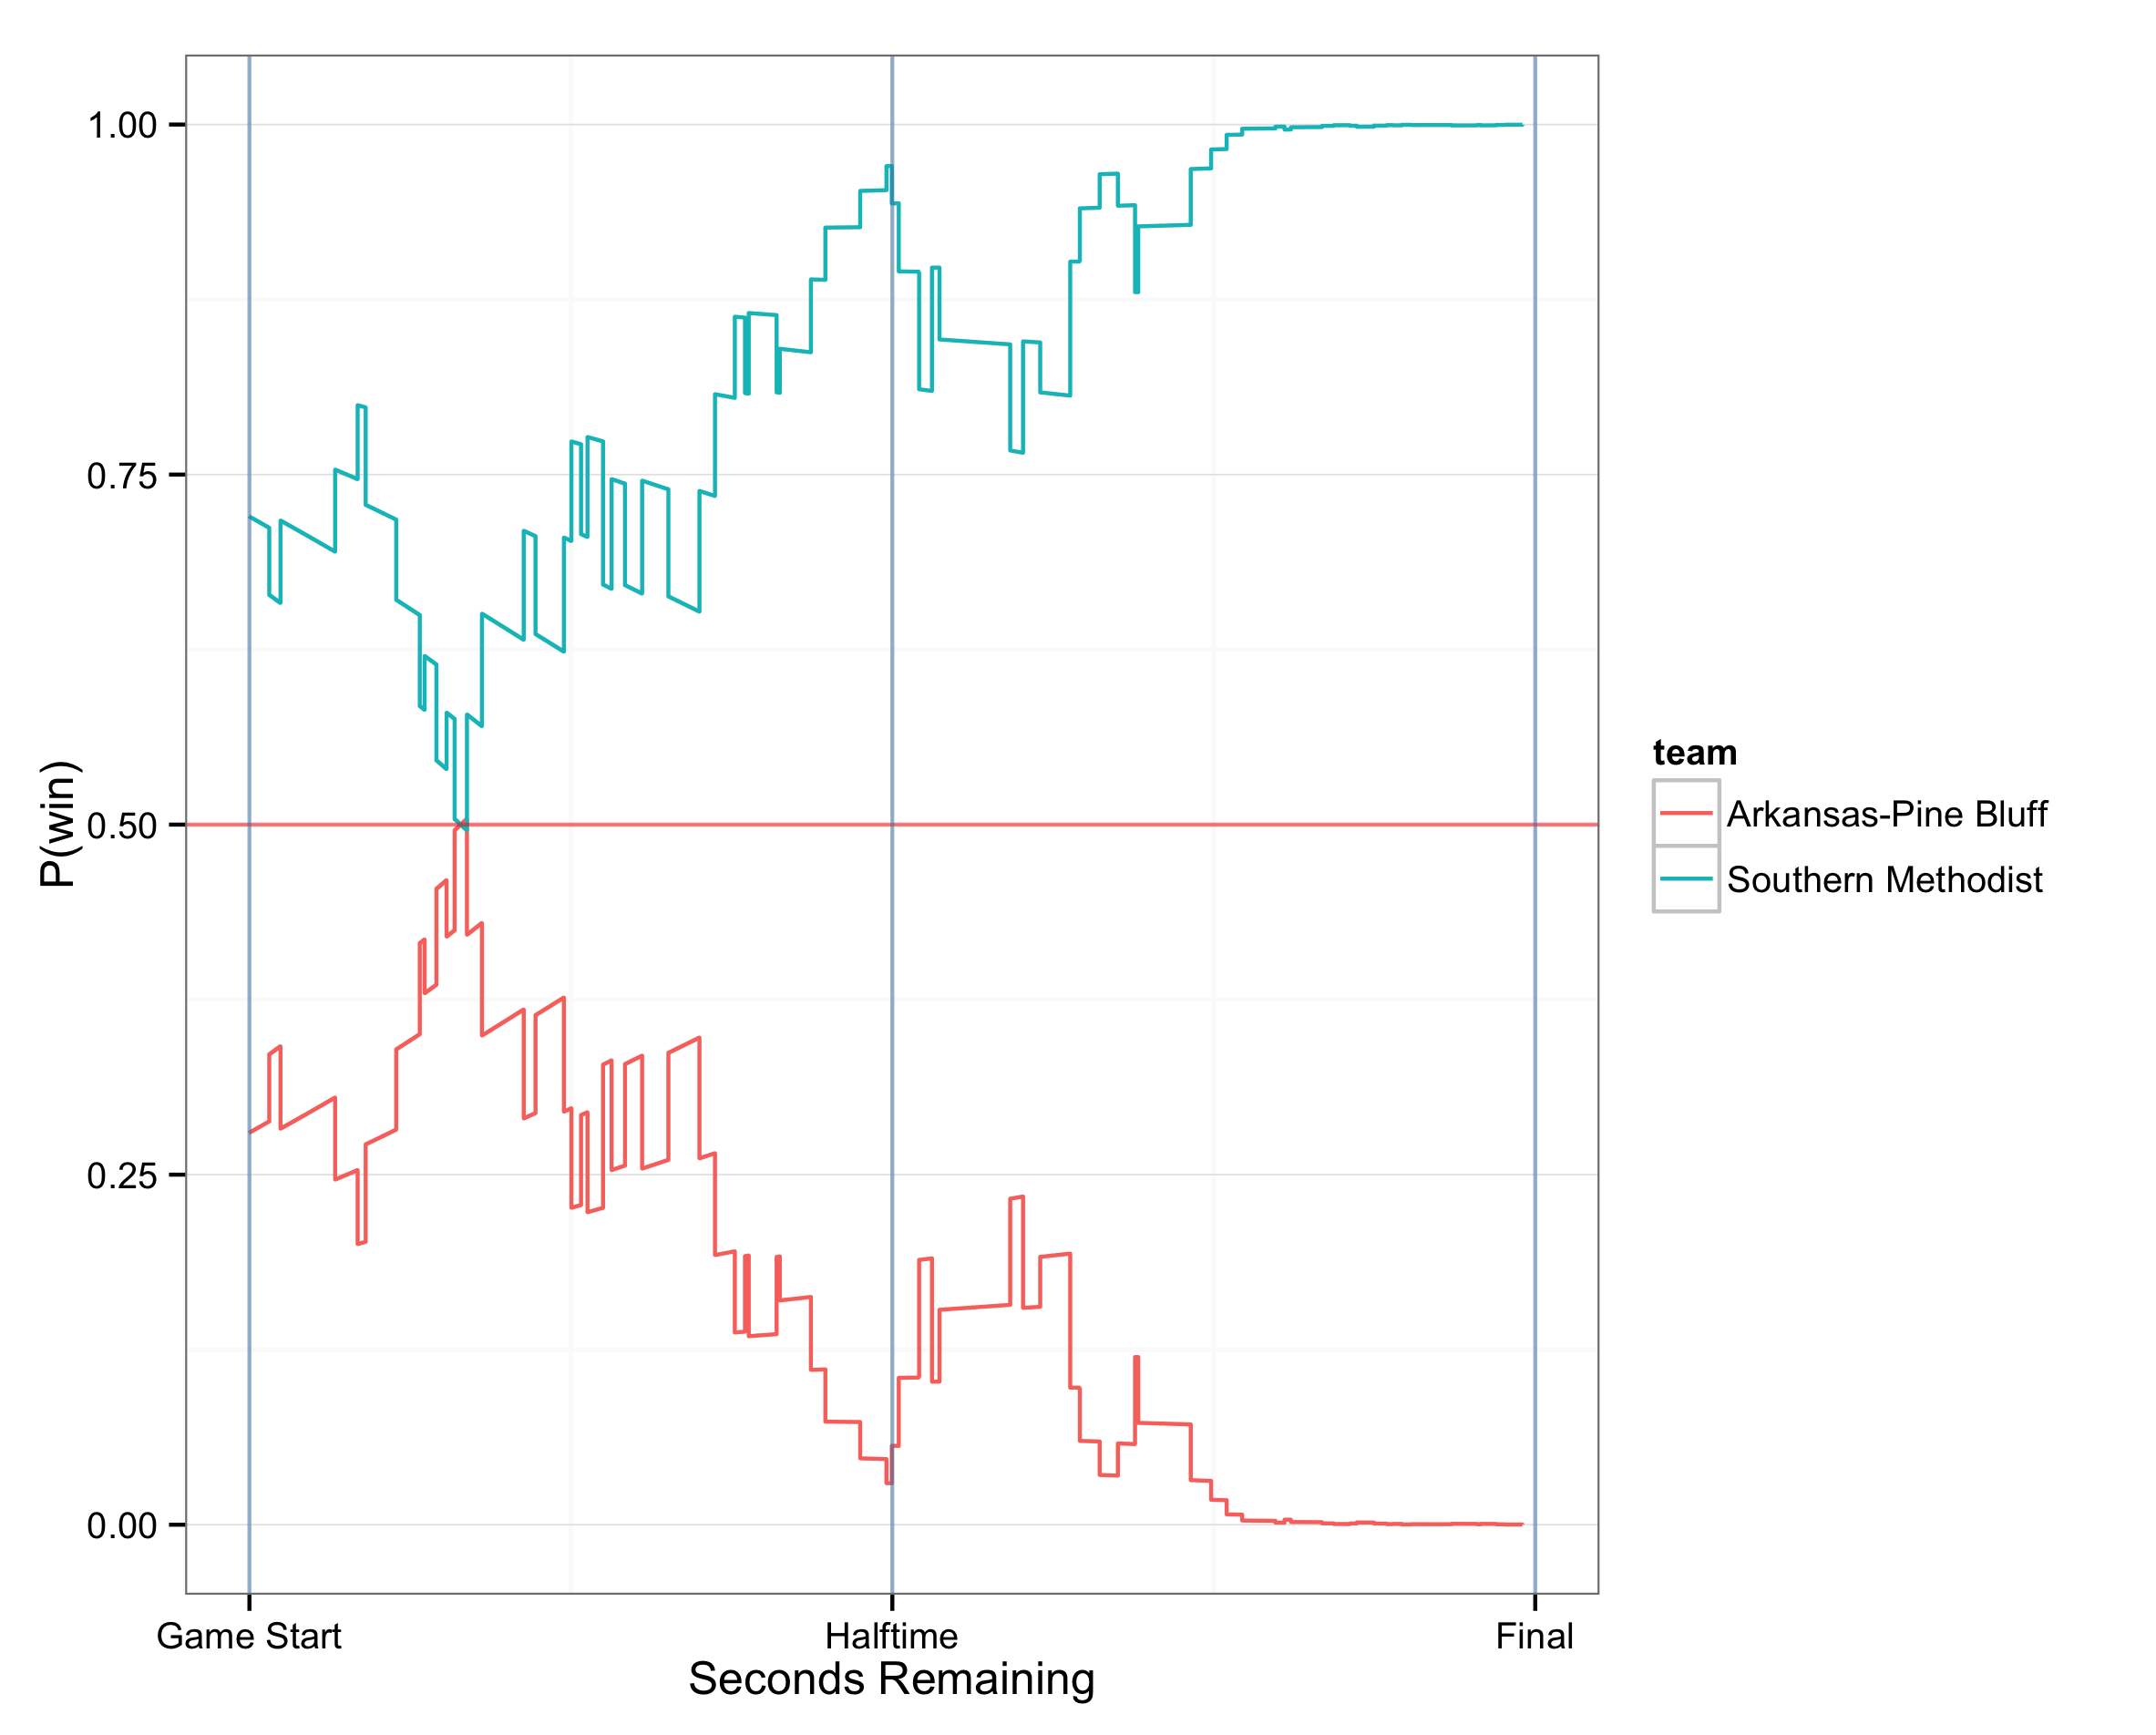 1.00
0.75
0.50
0.25
0.00
P(win)
Game Start
Halftime
Final
Seconds Remaining
team
Arkansas-Pine Bluff
Southern Methodist